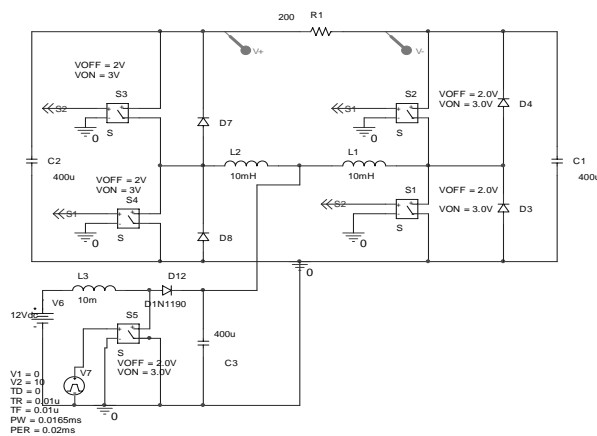 200 R1
V+
V-
VOFF = 2V
VON = 3V
S3
S2
S
0
D7
S2
S1
S
0
VOFF = 2.0V
VON = 3.0V
D4
C2
400u
L2
10mH
L1
10mH
C1
400u
VOFF = 2V
VON = 3V
S4
S1
S
0
D8
S1
S2
S
0
VOFF = 2.0V
VON = 3.0V
D3
0
L3
10m
D12
D1N1190
V6
12Vdc
S5
S
VOFF = 2.0V
VON = 3.0V
400u
C3
V7
V1 = 0
V2 = 10
TD = 0
TR = 0.01u
TF = 0.01u
PW = 0.0165ms
PER = 0.02ms
0